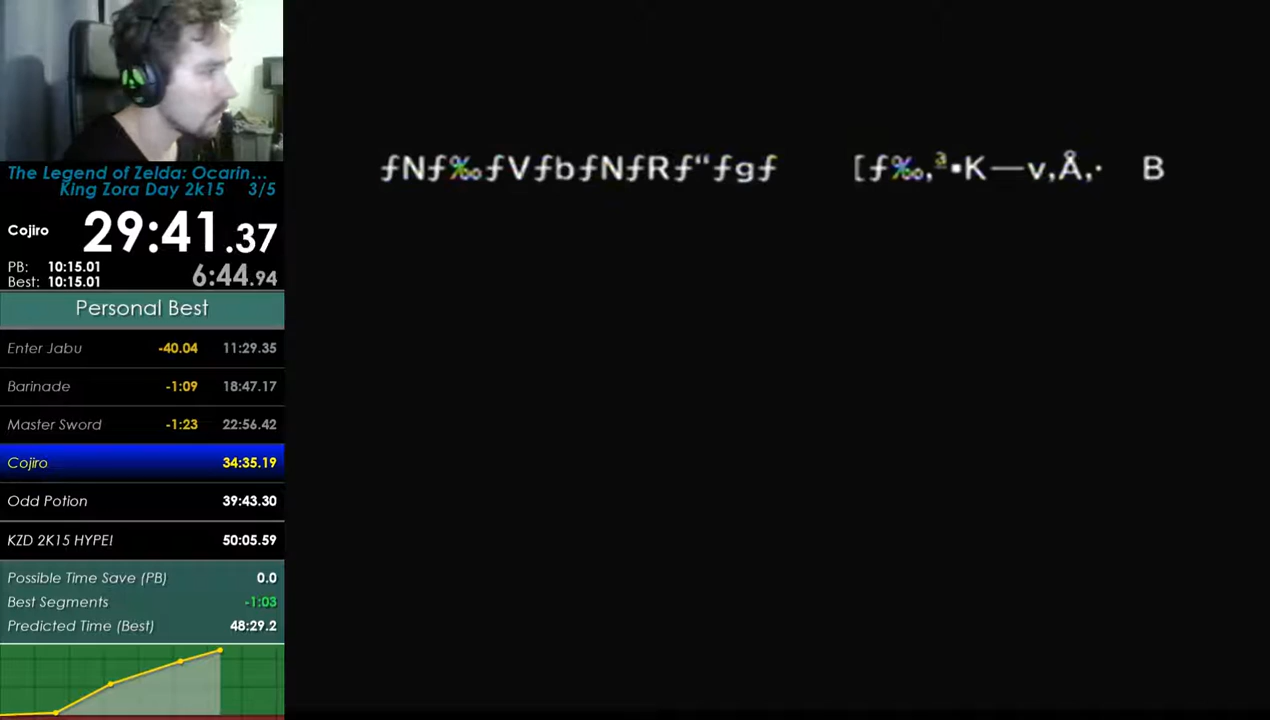 The Legend of Zelda: Ocarin...
King Zora Day 2k15 3/5
Cojiro 29:41.37
PB: 10:15.01
Best: 10:15.01
6:44.94
Personal Best
Enter Jabu -40.04 11:29.35
Barinade -1:09 18:47.17
Master Sword -1:23 22:56.42
Cojiro 34:35.19
Odd Potion 39:43.30
KZD 2K15 HYPE! 50:05.59
Possible Time Save (PB) 0.0
Best Segments -1:03
Predicted Time (Best) 48:29.2
ƒNƒ‰ƒVƒbƒNƒRƒ“ƒgƒ [ƒ‰‚ª•K—v‚Å‚· B